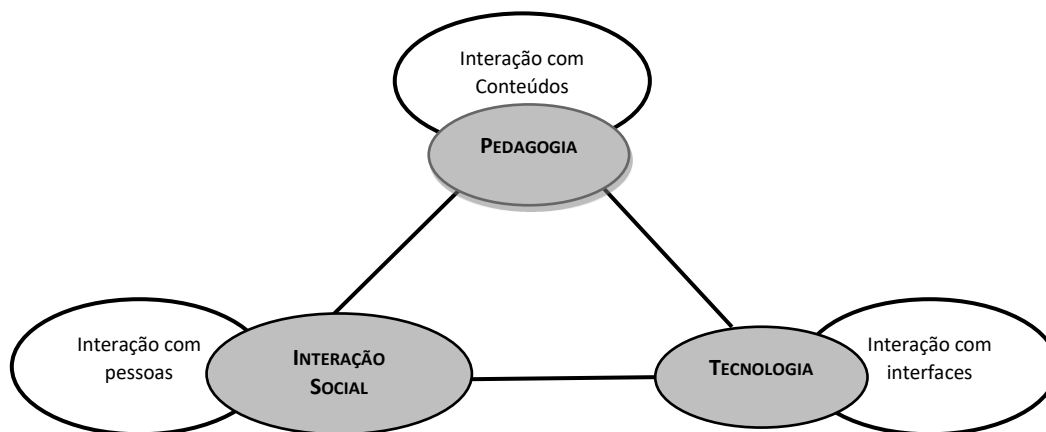 Interação com
Conteúdos
PEDAGOGIA
Interação com
pessoas
INTERAÇÃO
SOCIAL
TECNOLOGIA
Interação com
interfaces